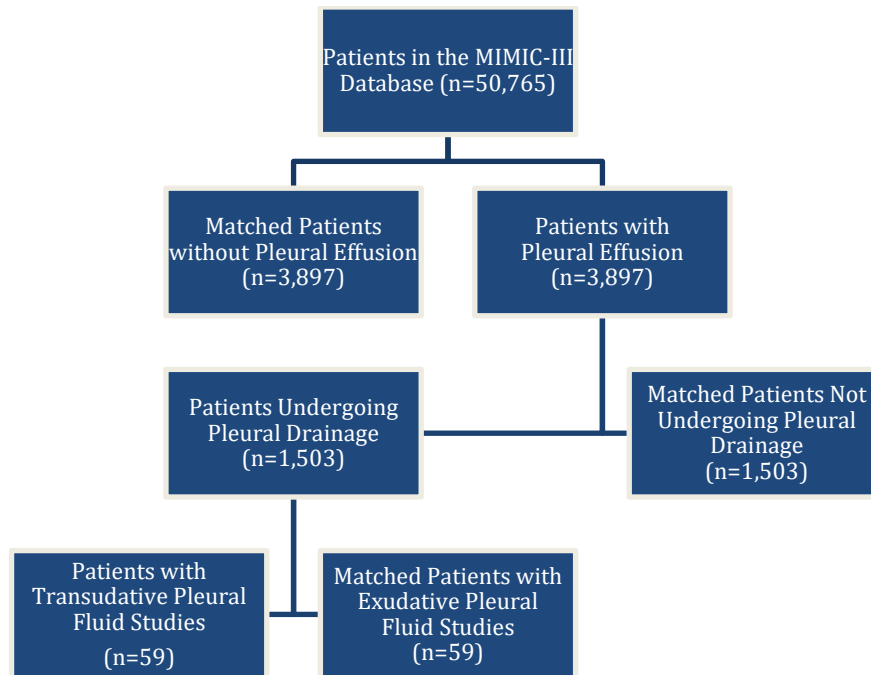 Patients in the MIMIC-III
Database (n=50,765)
Matched Patients
without Pleural Effusion
(n=3,897)
Patients with
Pleural Effusion
(n=3,897)
Patients Undergoing
Pleural Drainage
(n=1,503)
Matched Patients Not
Undergoing Pleural
Drainage
(n=1,503)
Patients with
Transudative Pleural
Fluid Studies
(n=59)
Matched Patients with
Exudative Pleural
Fluid Studies
(n=59)